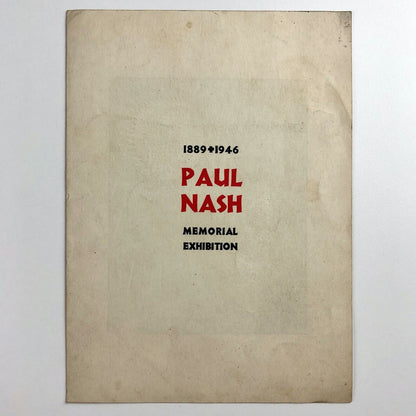 1889✦1946
PAUL
NASH
MEMORIAL
EXHIBITION